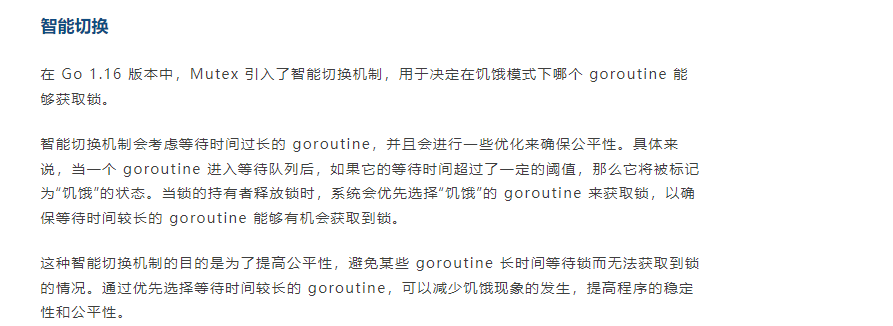 智能切换
在 Go 1.16 版本中，Mutex 引入了智能切换机制，用于决定在饥饿模式下哪个 goroutine 能
够获取锁。
智能切换机制会考虑等待时间过长的 goroutine，并且会进行一些优化来确保公平性。具体来
说，当一个 goroutine 进入等待队列后，如果它的等待时间超过了一定的阈值，那么它将被标记
为“饥饿”的状态。当锁的持有者释放锁时，系统会优先选择“饥饿”的 goroutine 来获取锁，以确
保等待时间较长的 goroutine 能够有机会获取到锁。
这种智能切换机制的目的是为了提高公平性，避免某些 goroutine 长时间等待锁而无法获取到锁
的情况。通过优先选择等待时间较长的 goroutine，可以减少饥饿现象的发生，提高程序的稳定
性和公平性。